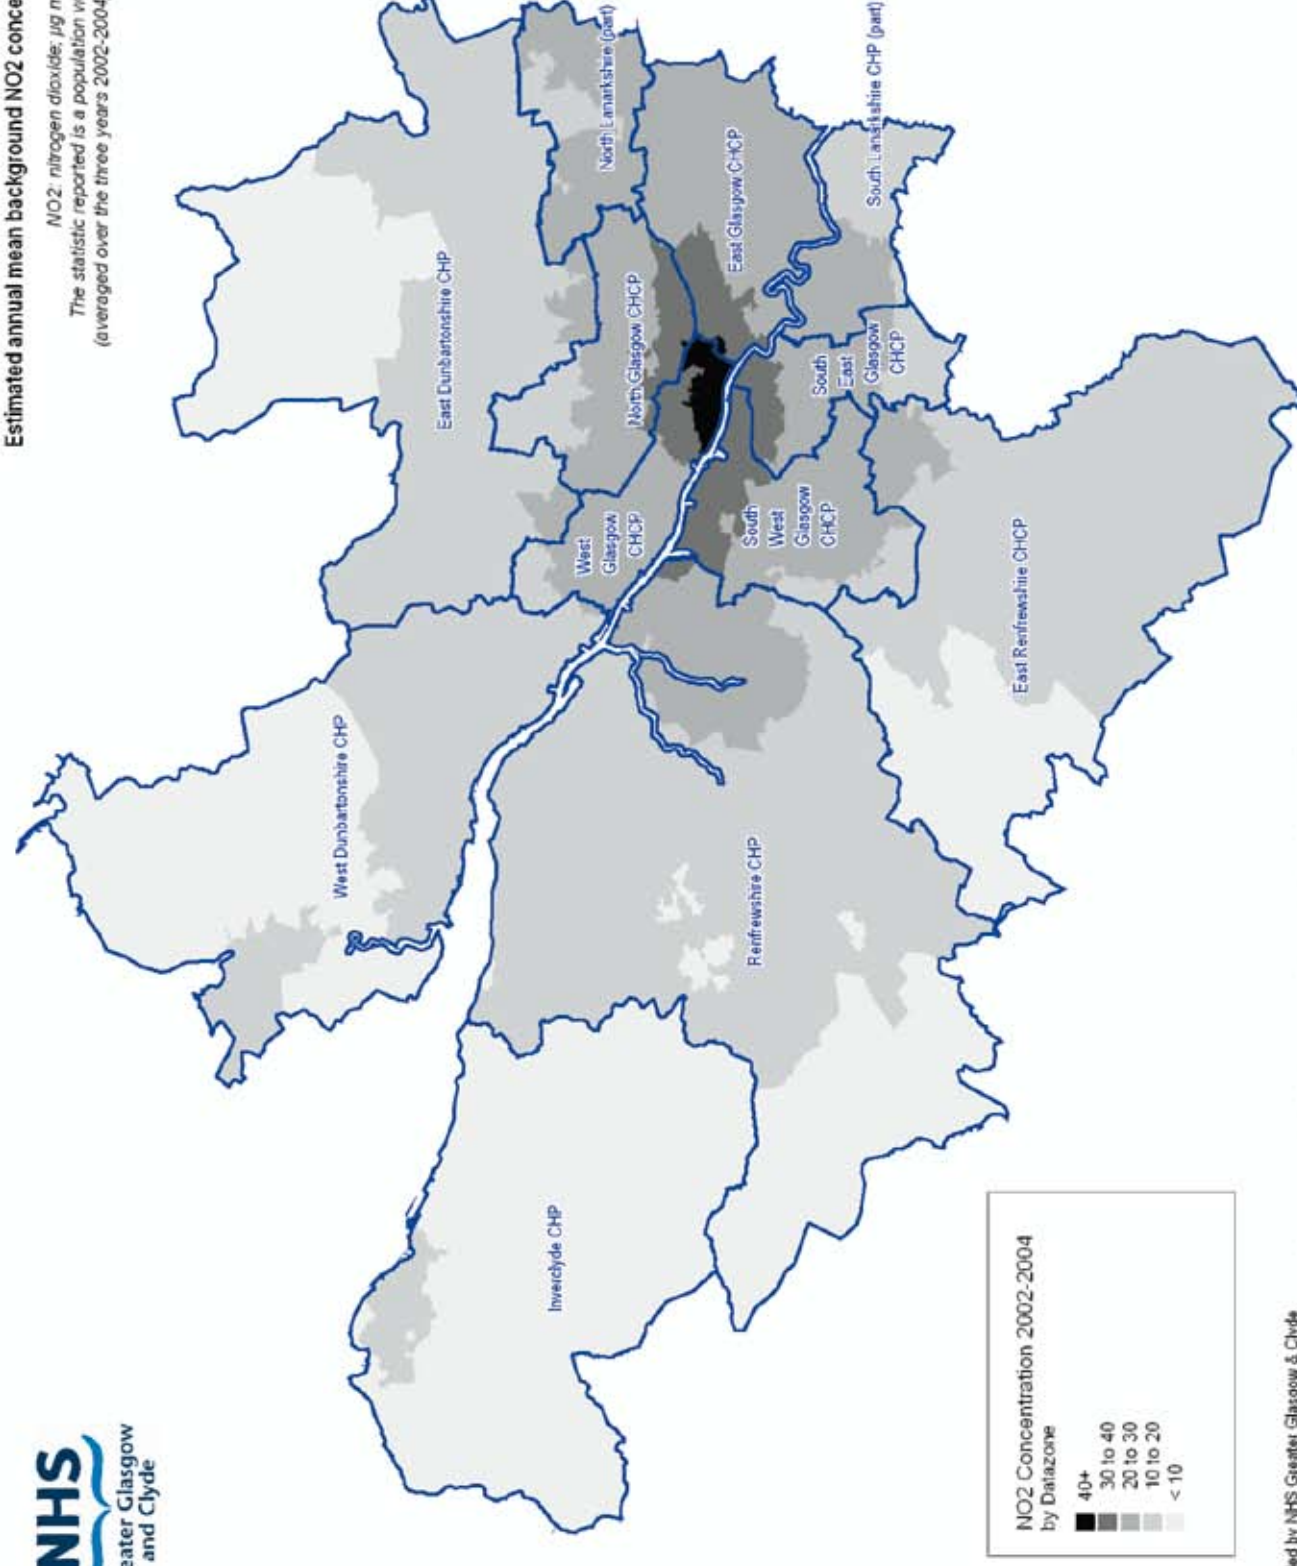 NHS
eater Glasgow
and Clyde
Estimated annual mean background NO2 conce
NO2: nitrogen dioxide; µg m
The statistic reported is a population w
(averaged over the three years 2002-2004
West Dunbartonshire CHP
East Dunbartonshire CHP
Inverclyde CHP
West
Glasgow
CHCP
North Glasgow CHCP
North Lanarkshire (part)
Renfrewshire CHP
South
West
Glasgow
CHCP
East Glasgow CHCP
South
East
Glasgow
CHCP
South Lanarkshire CHP (part)
East Renfrewshire CHCP
NO2 Concentration 2002-2004
by Datazone
40+
30 to 40
20 to 30
10 to 20
< 10
ed by NHS Greater Glasgow & Clyde